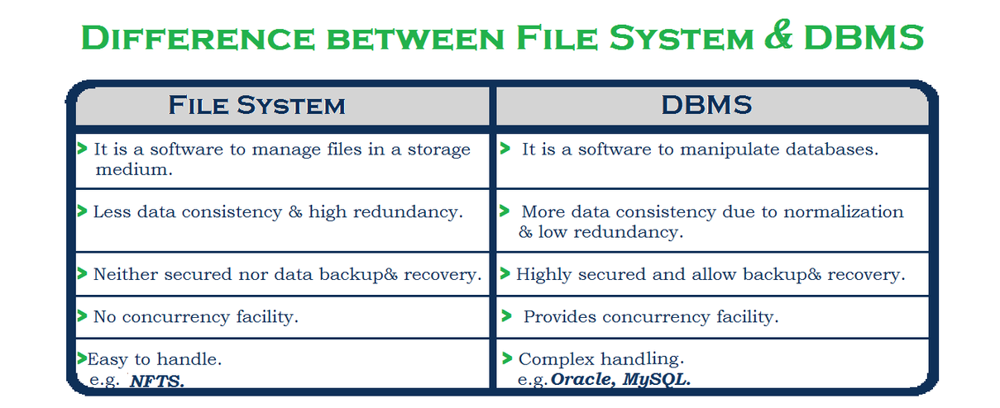 Difference between File System & DBMS
File System
DBMS
> It is a software to manage files in a storage
medium.
> It is a software to manipulate databases.
> Less data consistency & high redundancy.
> More data consistency due to normalization
& low redundancy.
> Neither secured nor data backup& recovery.
> Highly secured and allow backup& recovery.
> No concurrency facility.
> Provides concurrency facility.
>Easy to handle.
e.g. NFTS.
> Complex handling.
e.g.Oracle, MySQL.